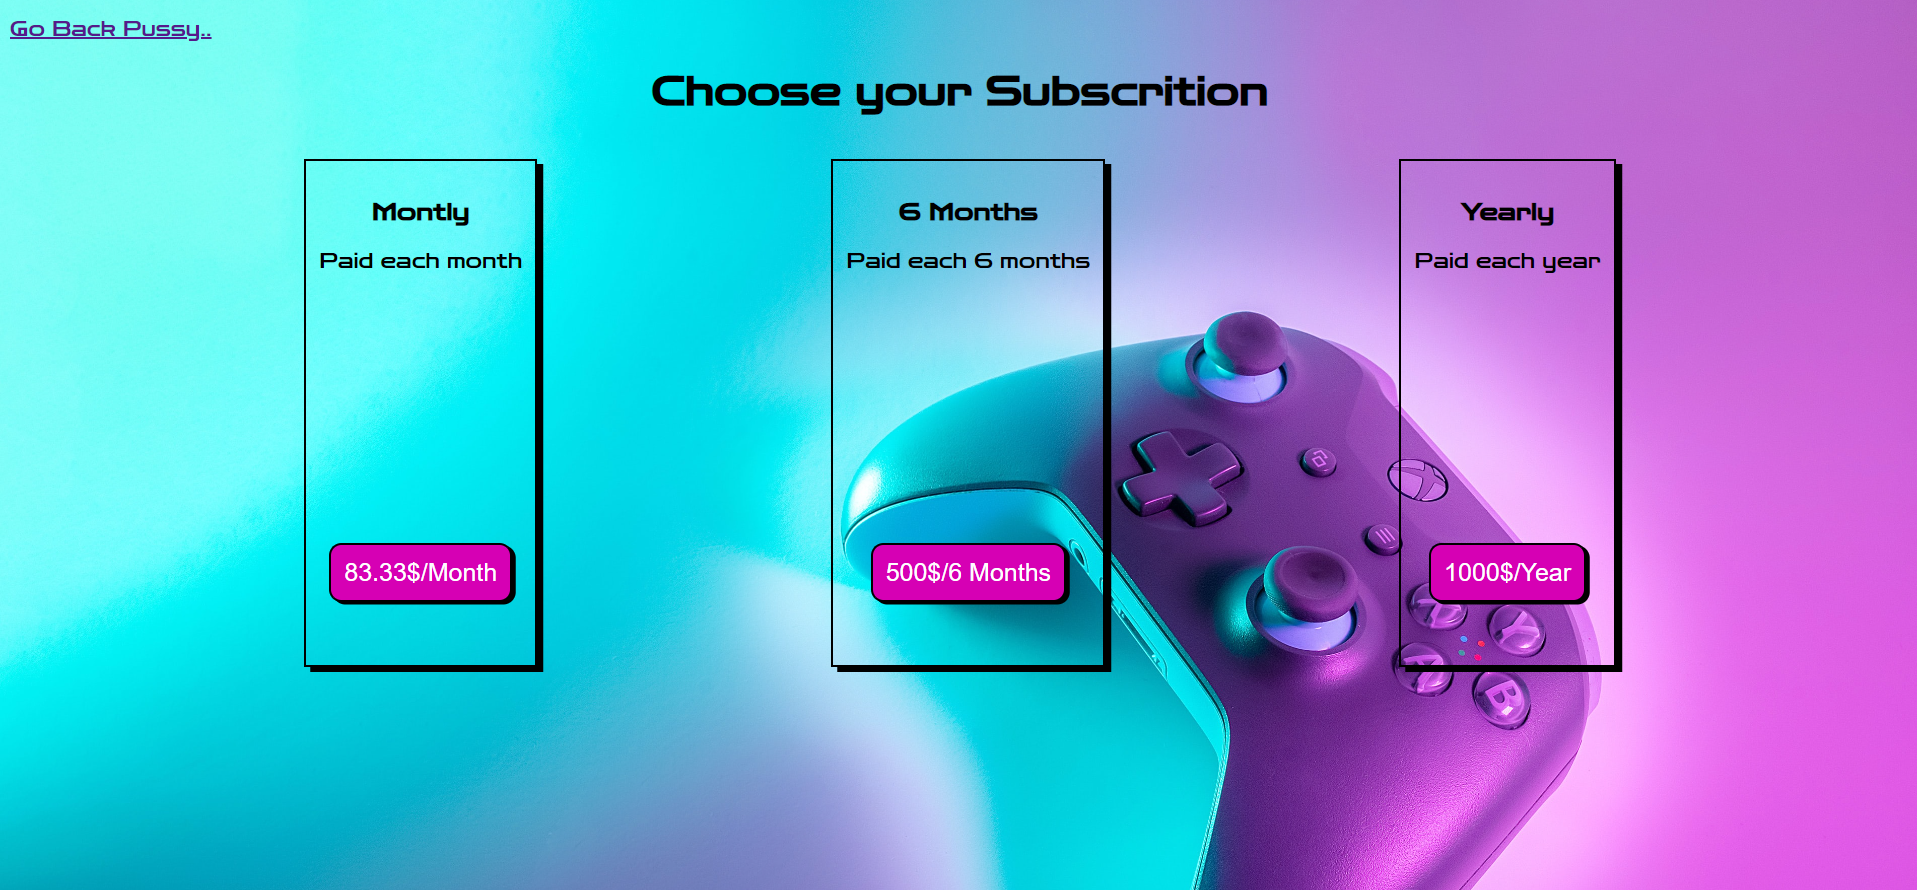 Go Back Pussy..
Choose your Subscrition
Montly
Paid each month
83.33$/Month
6 Months
Paid each 6 months
500$/6 Months
Yearly
Paid each year
1000$/Year
Y
A
B